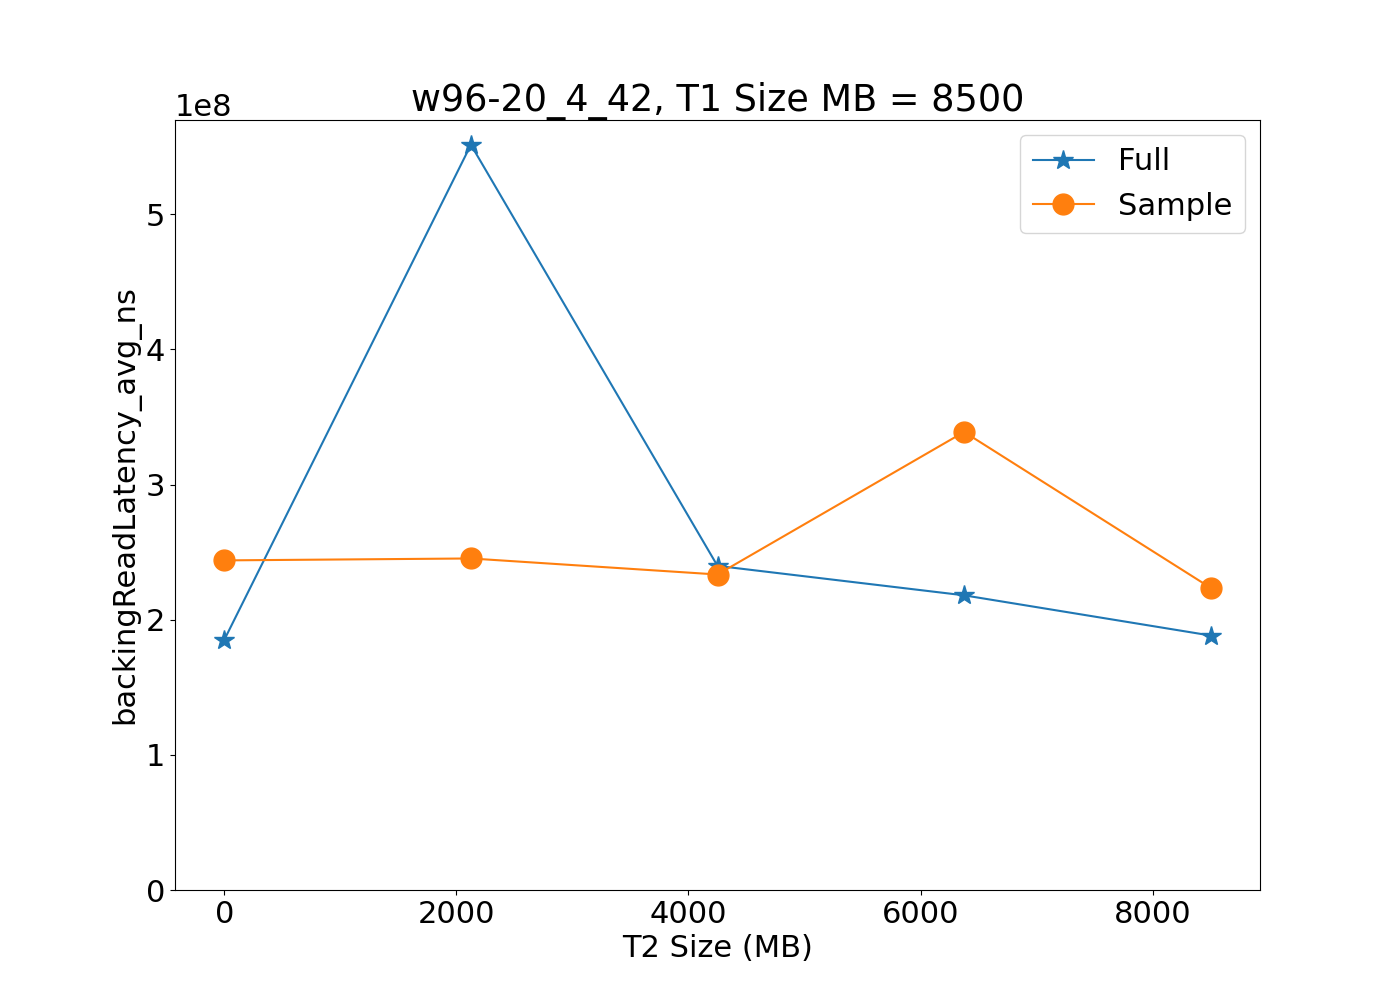 w96-20_4_42, T1 Size MB = 8500
1e8
Full
Sample
5
4
3
2
1
0
backingReadLatency_avg_ns
0 2000 4000 6000 8000
T2 Size (MB)